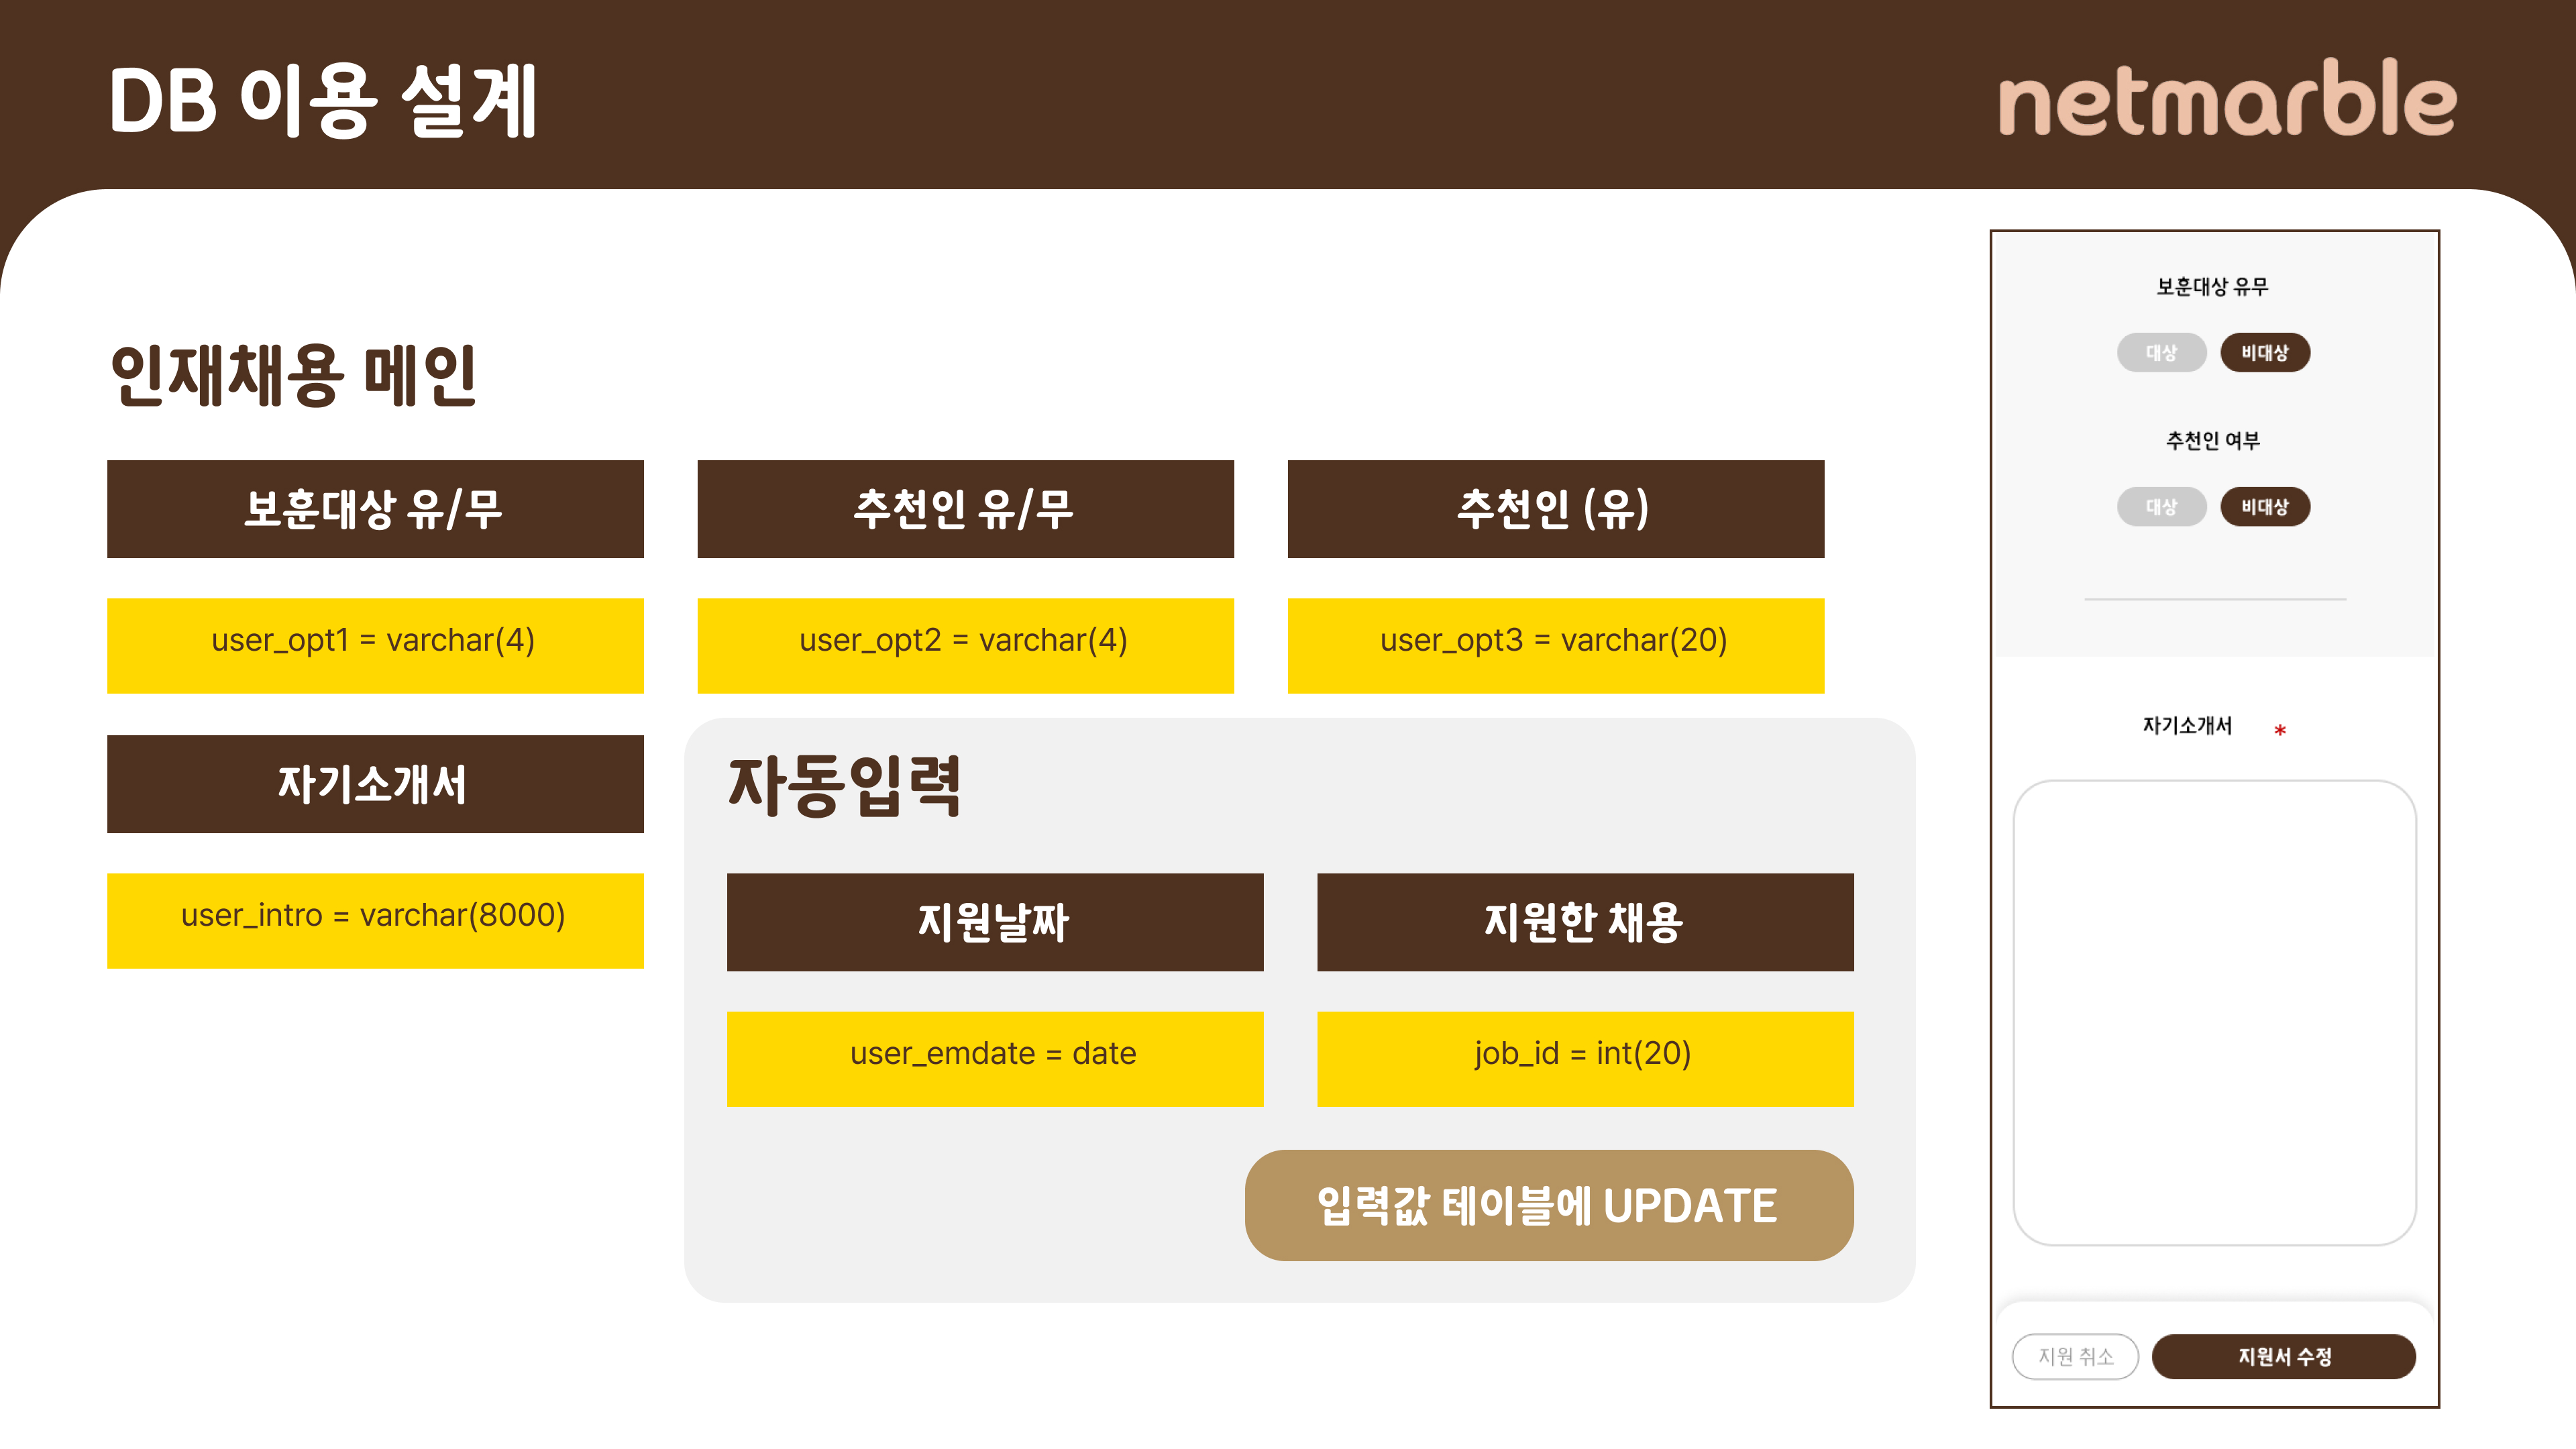 DB 이용 설계
netmarble
인재채용 메인
보훈대상 유/무
추천인 유/무
추천인 (유)
user_opt1 = varchar(4)
user_opt2 = varchar(4)
user_opt3 = varchar(20)
자기소개서
user_intro = varchar(8000)
자동입력
지원날짜
지원한 채용
user_emdate = date
job_id = int(20)
입력값 테이블에 UPDATE
보훈대상 유무
대상 비대상
추천인 여부
대상 비대상
자기소개서 *
지원 취소 지원서 수정